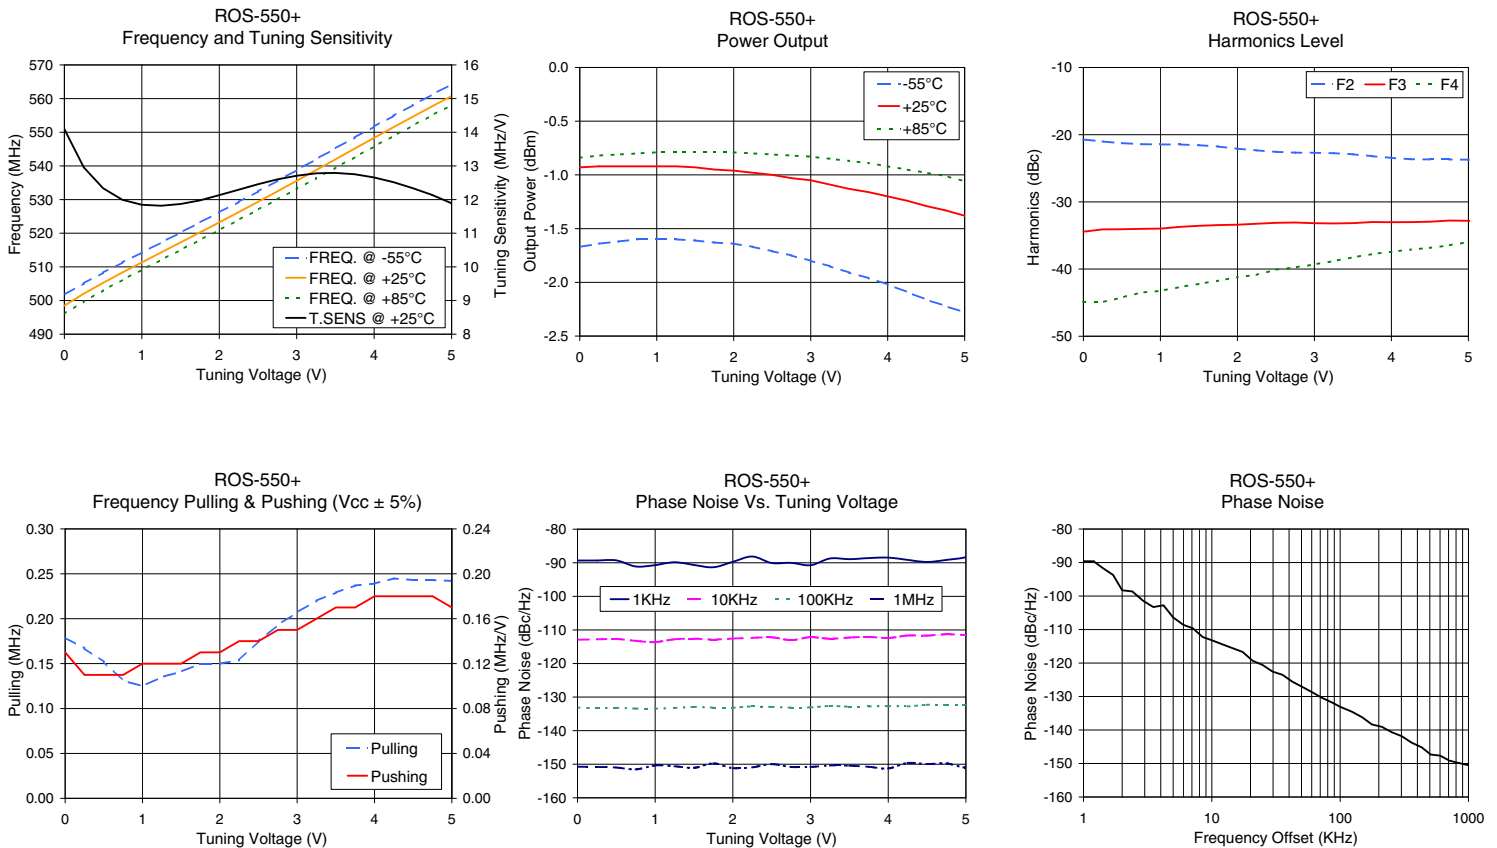 ROS-550+
Frequency and Tuning Sensitivity
570
560
550
540
530
520
510
500
490
16
15
14
13
12
11
10
9
8
Frequency (MHz)
Tuning Sensitivity (MHz/V)
FREQ. @ -55°C
FREQ. @ +25°C
FREQ. @ +85°C
T.SENS @ +25°C
0 1 2 3 4 5
Tuning Voltage (V)
ROS-550+
Power Output
0.0
-0.5
-1.0
-1.5
-2.0
-2.5
Output Power (dBm)
-55°C
+25°C
+85°C
0 1 2 3 4 5
Tuning Voltage (V)
ROS-550+
Harmonics Level
-10
-20
-30
-40
-50
Harmonics (dBc)
F2 F3 F4
0 1 2 3 4 5
Tuning Voltage (V)
ROS-550+
Frequency Pulling & Pushing (Vcc ± 5%)
0.30
0.25
0.20
0.15
0.10
0.05
0.00
0.24
0.20
0.16
0.12
0.08
0.04
0.00
Pulling (MHz)
Pushing (MHz/V)
Pulling
Pushing
0 1 2 3 4 5
Tuning Voltage (V)
ROS-550+
Phase Noise Vs. Tuning Voltage
-80
-90
-100
-110
-120
-130
-140
-150
-160
Phase Noise (dBc/Hz)
1KHz 10KHz 100KHz 1MHz
0 1 2 3 4 5
Tuning Voltage (V)
ROS-550+
Phase Noise
-80
-90
-100
-110
-120
-130
-140
-150
-160
Phase Noise (dBc/Hz)
1 10 100 1000
Frequency Offset (KHz)